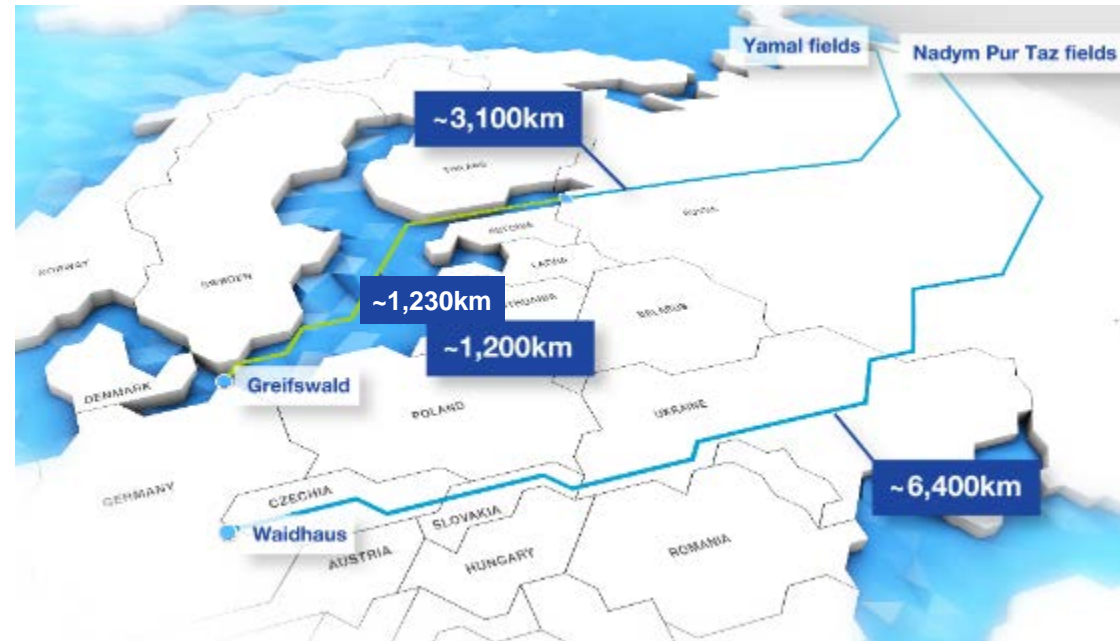 Yamal fields
Nadym Pur Taz fields
~3,100km
FINLAND
RUSSIA
ESTONIA
LATVIA
NORWAY
SWEDEN
~1,230km
THUANIA
BELARUS
~1,200km
Greifswald
DENMARK
POLAND
UKRAINE
GERMANY
CZECHIA
~6,400km
SLOVAKIA
Waidhaus
AUSTRIA
HUNGARY
ROMANIA